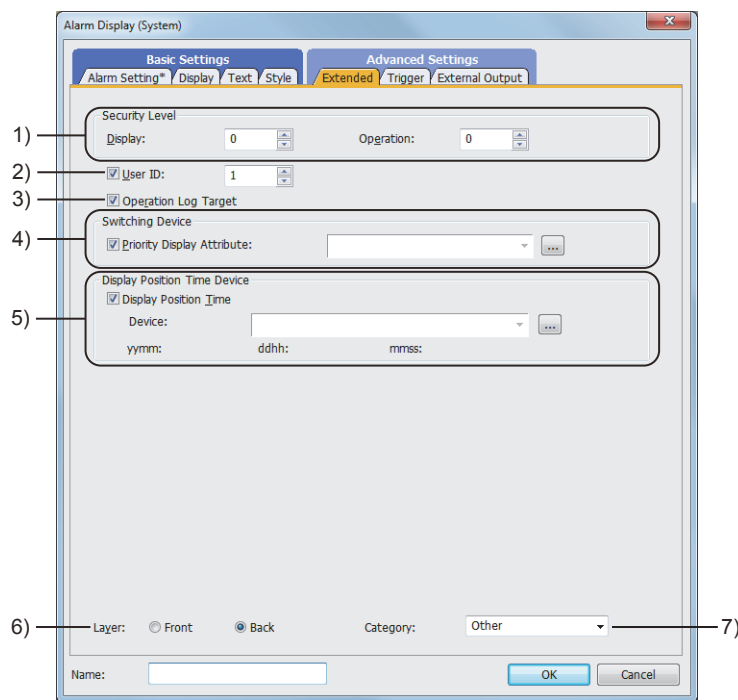 Alarm Display (System)
Basic Settings Advanced Settings
Alarm Setting* Display Text Style Extended Trigger External Output
Security Level
1) Display: 0 Operation: 0
2) User ID: 1
3) Operation Log Target
Switching Device
4) Priority Display Attribute: ...
Display Position Time Device
Display Position Time
5) Device: ...
yymm: ddhh: mmss:
6) Layer: Front Back Category: Other 7)
Name: OK Cancel